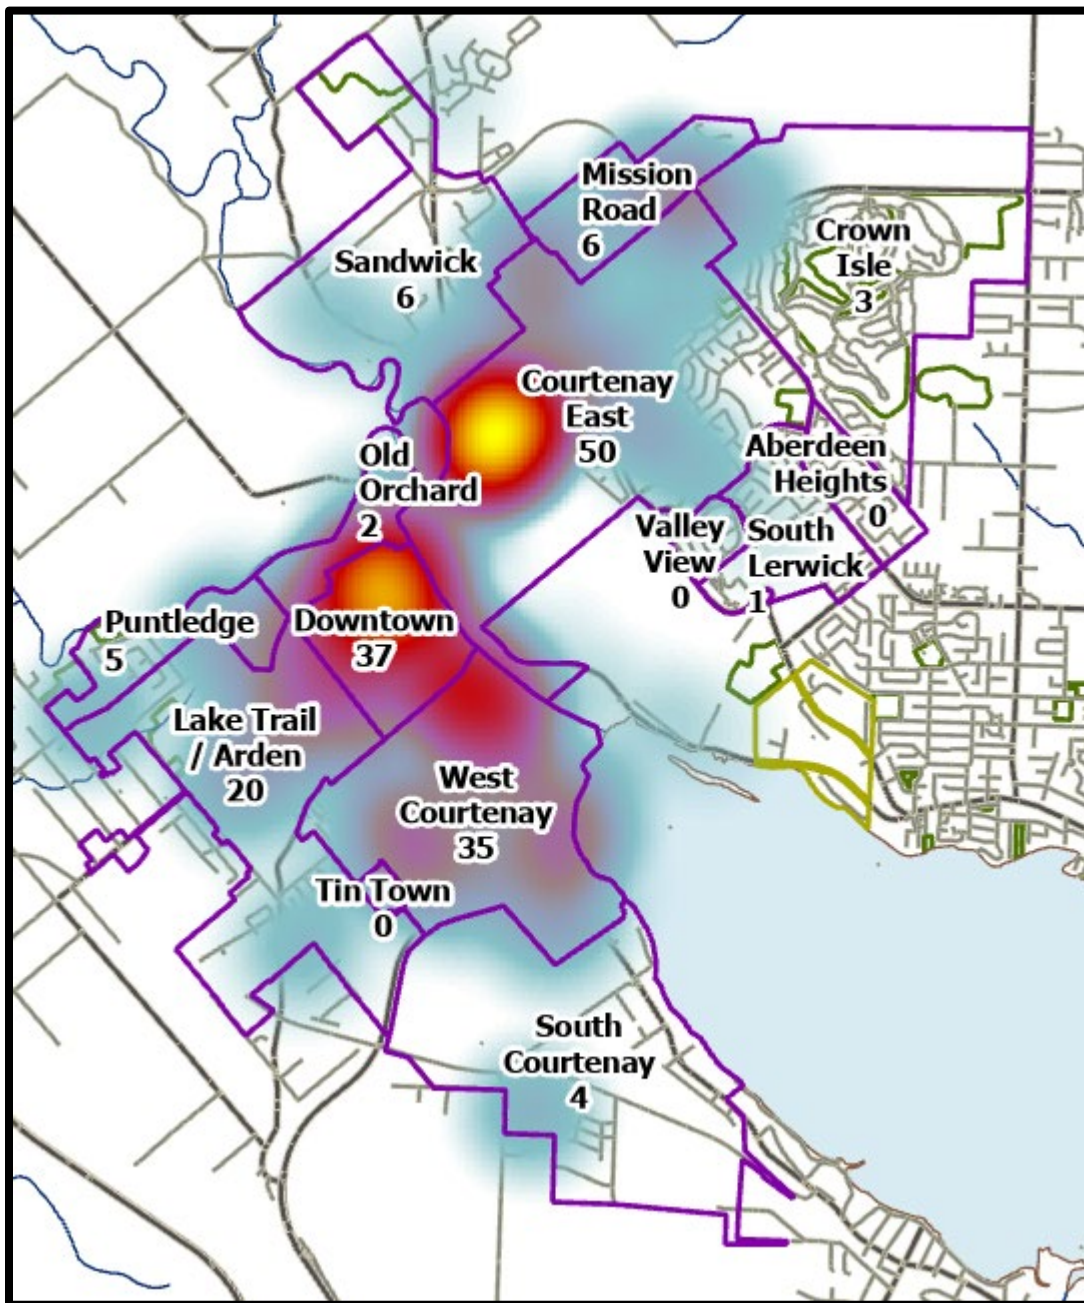 Mission
Road
6
Crown
Isle
3
Sandwick
6
Courtenay
East
50
Old
Orchard
2
Aberdeen
Heights
0
Valley
View
0
South
Lerwick
1
Puntledge
5
Downtown
37
Lake Trail
/ Arden
20
West
Courtenay
35
Tin Town
0
South
Courtenay
4